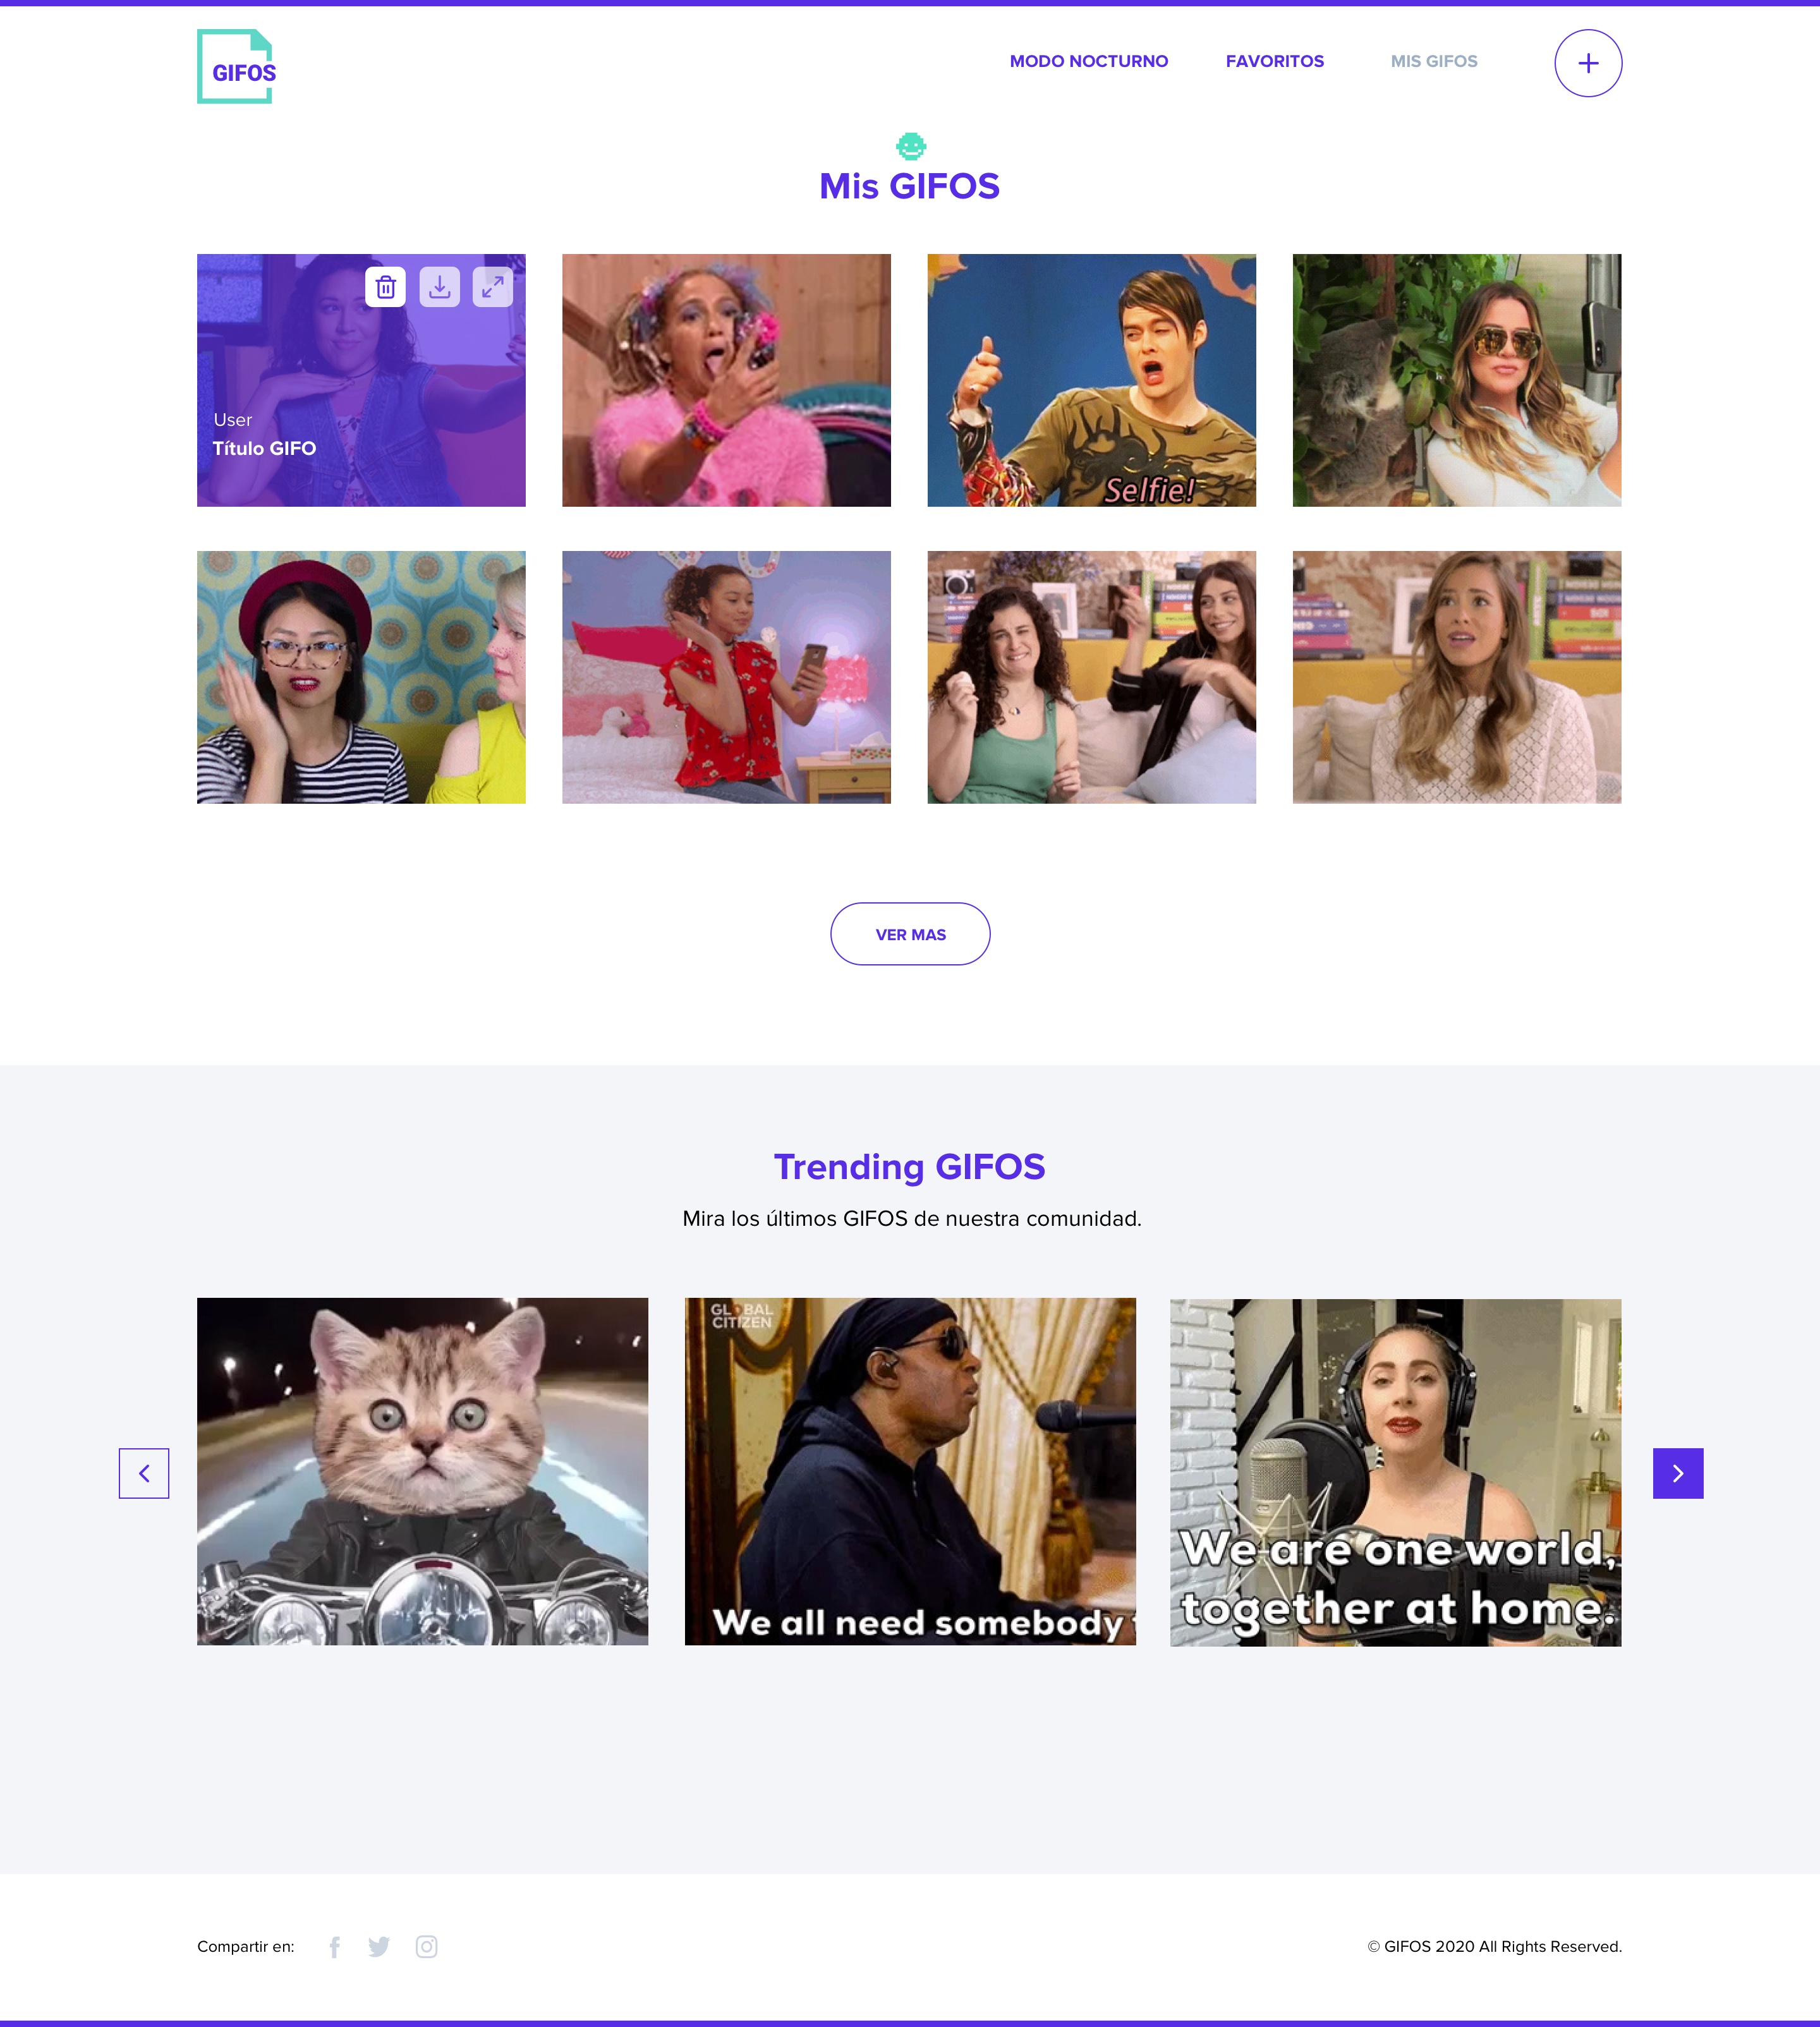 GIFOS
MODO NOCTURNO
FAVORITOS
MIS GIFOS
Mis GIFOS
User
Título GIFO
Selfie!
VER MAS
Trending GIFOS
Mira los últimos GIFOS de nuestra comunidad.
GLOBAL
CITIZEN
We all need somebody
We are one world,
together at home.
Compartir en:
© GIFOS 2020 All Rights Reserved.